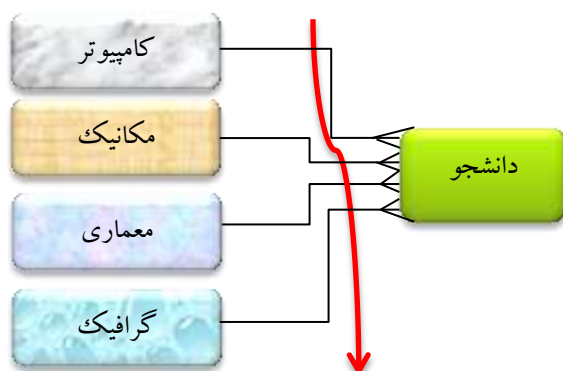 کامپیوتر
مکانیک
دانشجو
معماری
گرافیک